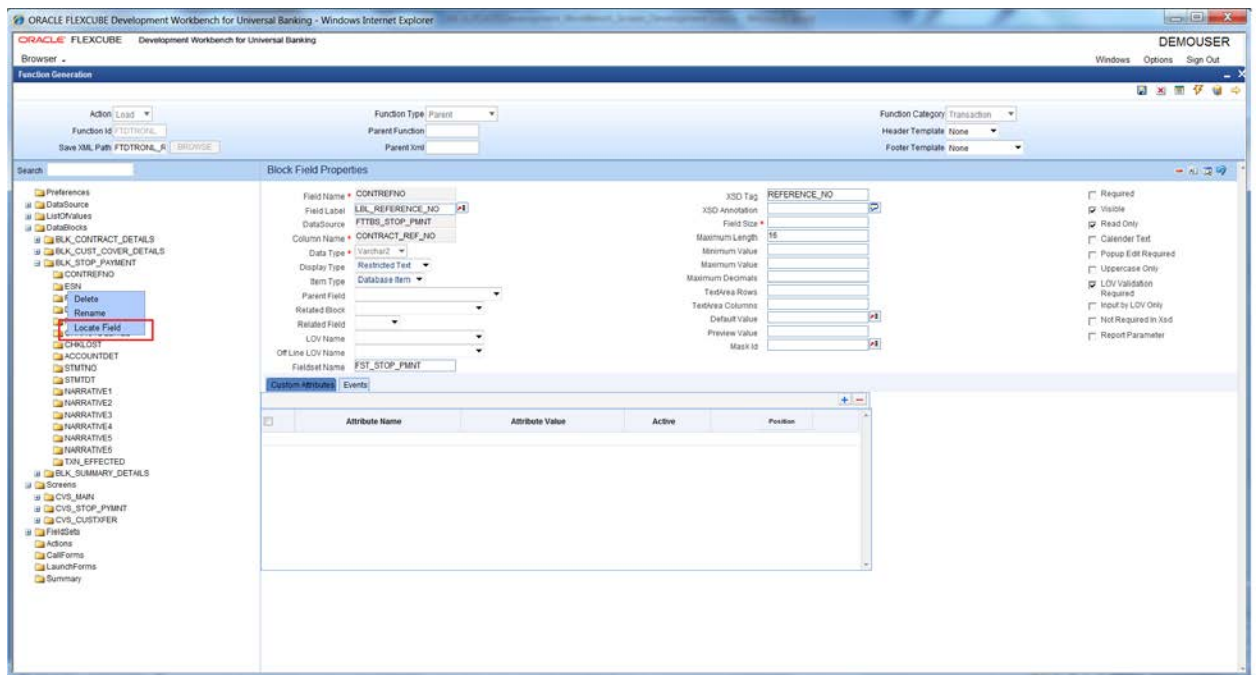 ORACLE FLEXCUBE Development Workbench for Universal Banking - Windows Internet Explorer
ORACLE FLEXCUBE Development Workbench for Universal Banking
DEMOUSER
Browser
Windows Options Sign Out
Function Generation
Action Load
Function Type Parent
Function Category Transaction
Function Id FTDTRONL
Parent Function
Header Template None
Save XML Path FTDTRONL_R BROWSE
Parent Xml
Footer Template None
Search
Block Field Properties
Preferences
DataSource
ListOfValues
DataBlocks
BLK_CONTRACT_DETAILS
BLK_CUST_COVER_DETAILS
BLK_STOP_PAYMENT
CONTREFNO
ESN
Delete
Rename
Locate Field
CHKLOST
ACCOUNTDET
STMTNO
STMTDT
NARRATIVE1
NARRATIVE2
NARRATIVE3
NARRATIVE4
NARRATIVE5
NARRATIVE6
TXN_EFFECTED
BLK_SUMMARY_DETAILS
Screens
CVS_MAIN
CVS_STOP_PYMNT
CVS_CUSTXFER
FieldSets
Actions
CallForms
LaunchForms
Summary
Field Name * CONTREFNO
Field Label LBL_REFERENCE_NO
DataSource FTTBS_STOP_PMNT
Column Name * CONTRACT_REF_NO
Data Type * Varchar2
Display Type Restricted Text
Item Type Database Item
Parent Field
Related Block
Related Field
LOV Name
Off Line LOV Name
Fieldset Name FST_STOP_PMNT
XSD Tag REFERENCE_NO
XSD Annotation
Field Size *
Maximum Length 16
Minimum Value
Maximum Value
Maximum Decimals
TextArea Rows
TextArea Columns
Default Value
Preview Value
Mask Id
Required
Visible
Read Only
Calender Text
Popup Edit Required
Uppercase Only
LOV Validation
Required
Input by LOV Only
Not Required In Xsd
Report Parameter
Custom Attributes Events
Attribute Name Attribute Value Active Position